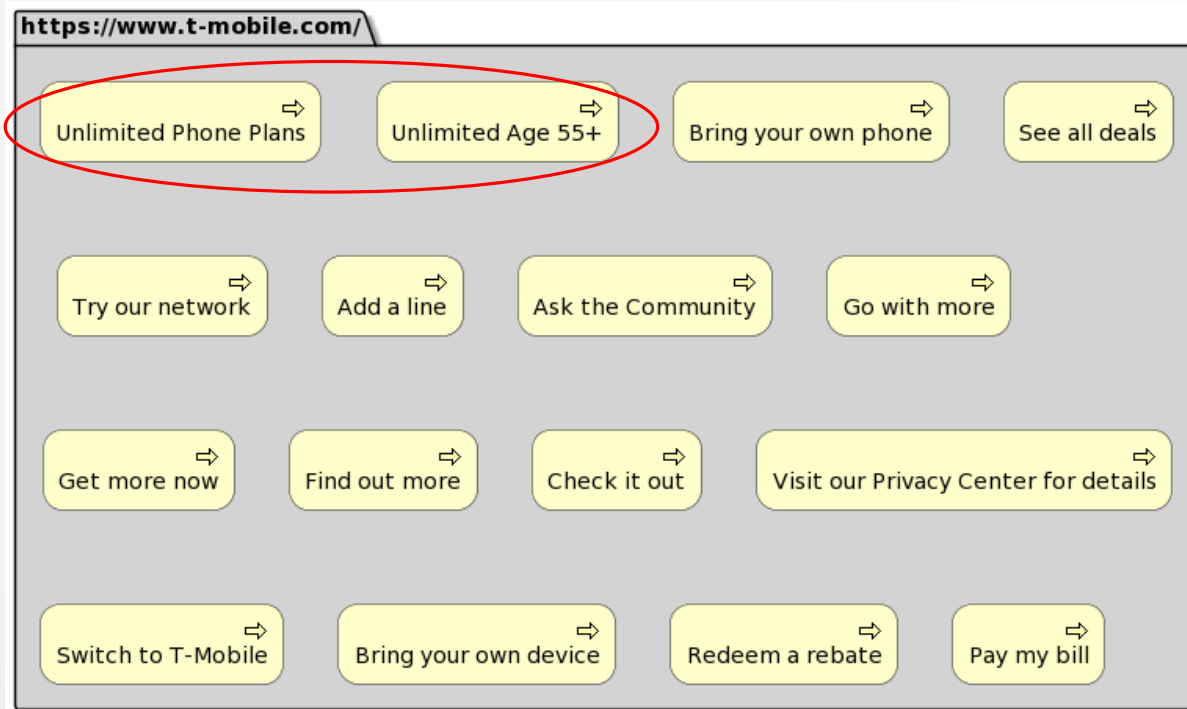 https://www.t-mobile.com/
Unlimited Phone Plans
Unlimited Age 55+
Bring your own phone
See all deals
Try our network
Add a line
Ask the Community
Go with more
Get more now
Find out more
Check it out
Visit our Privacy Center for details
Switch to T-Mobile
Bring your own device
Redeem a rebate
Pay my bill